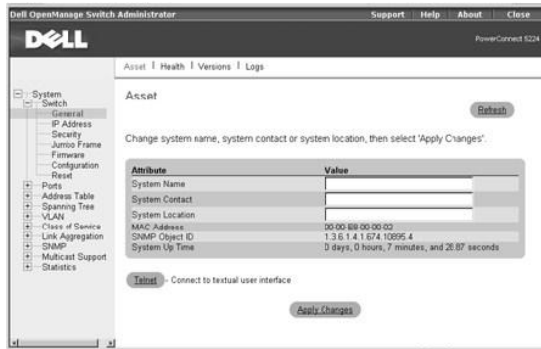 Dell OpenManage Switch Administrator
Support Help About Close
DELL
PowerConnect 5224
Asset | Health | Versions | Logs
System
Switch
General
IP Address
Security
Jumbo Frame
Firmware
Configuration
Reset
Ports
Address Table
Spanning Tree
VLAN
Class of Service
Link Aggregation
SNMP
Multicast Support
Statistics
Asset
Refresh
Change system name, system contact or system location, then select 'Apply Changes'.
Attribute Value
System Name
System Contact
System Location
MAC Address 00-00-E8-00-00-02
SNMP Object ID 1.3.6.1.4.1.674.10895.4
System Up Time 0 days, 0 hours, 7 minutes, and 26.87 seconds
Telnet - Connect to textual user interface
Apply Changes